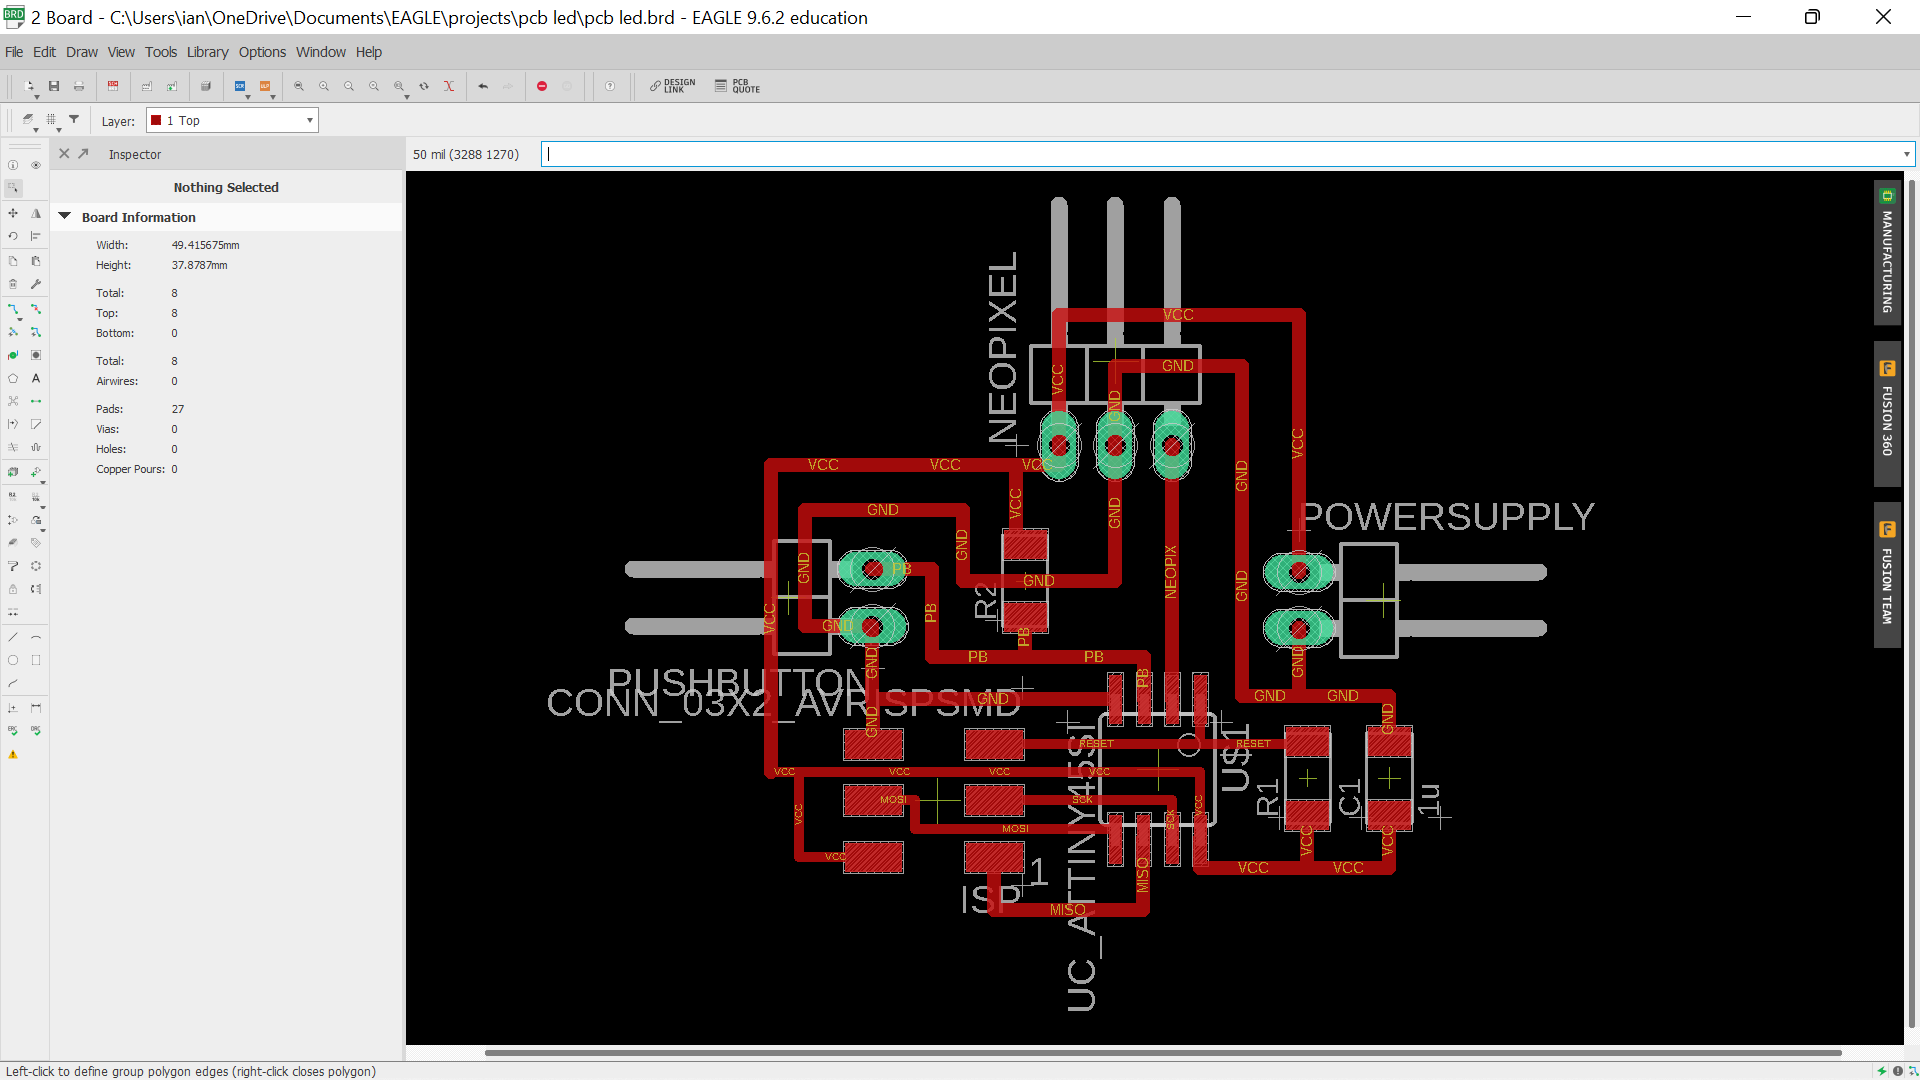 BRD
2 Board - C:\Users\ian\OneDrive\Documents\EAGLE\projects\pcb led\pcb led.brd - EAGLE 9.6.2 education
File Edit Draw View Tools Library Options Window Help
SCR ULP DESIGN LINK PCB QUOTE
Layer: 1 Top
Inspector
50 mil (3288 1270)
Nothing Selected
Board Information
Width: 49.415675mm
Height: 37.8787mm
Total: 8
Top: 8
Bottom: 0
Total: 8
Airwires: 0
Pads: 27
Vias: 0
Holes: 0
Copper Pours: 0
MANUFACTURING
FUSION 360
FUSION TEAM
NEOPIXEL
VCC
VCC
GND
GND
VCC
GND
VCC
VCC
VCC
VCC
GND
GND
GND
POWERSUPPLY
GND
GND
PB
NEOPIX
GND
GND
R2
PB
VCC
GND
PB
PB
PB
PB
GND
GND
PUSHBUTTON
CONN_03X2_AVRISPSMD
GND
GND
GND
GND
GND
RESET
RESET
US1
VCC
VCC
VCC
VCC
MOSI
SCK
SCK
VCC
VCC
R1
C1
1u
MOSI
VCC
VCC
VCC
MISO
VCC
VCC
1
ISP
MISO
UC_ATTINY45SI
Left-click to define group polygon edges (right-click closes polygon)